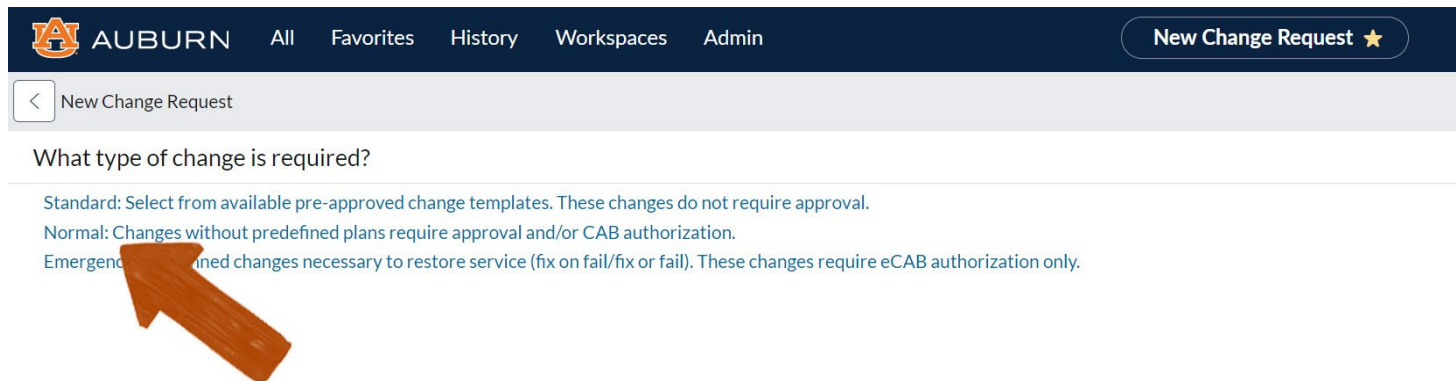 AUBURN All Favorites History Workspaces Admin New Change Request
New Change Request
What type of change is required?
Standard: Select from available pre-approved change templates. These changes do not require approval.
Normal: Changes without predefined plans require approval and/or CAB authorization.
changes necessary to restore service (fix on fail/fix or fail). These changes require eCAB authorization only.